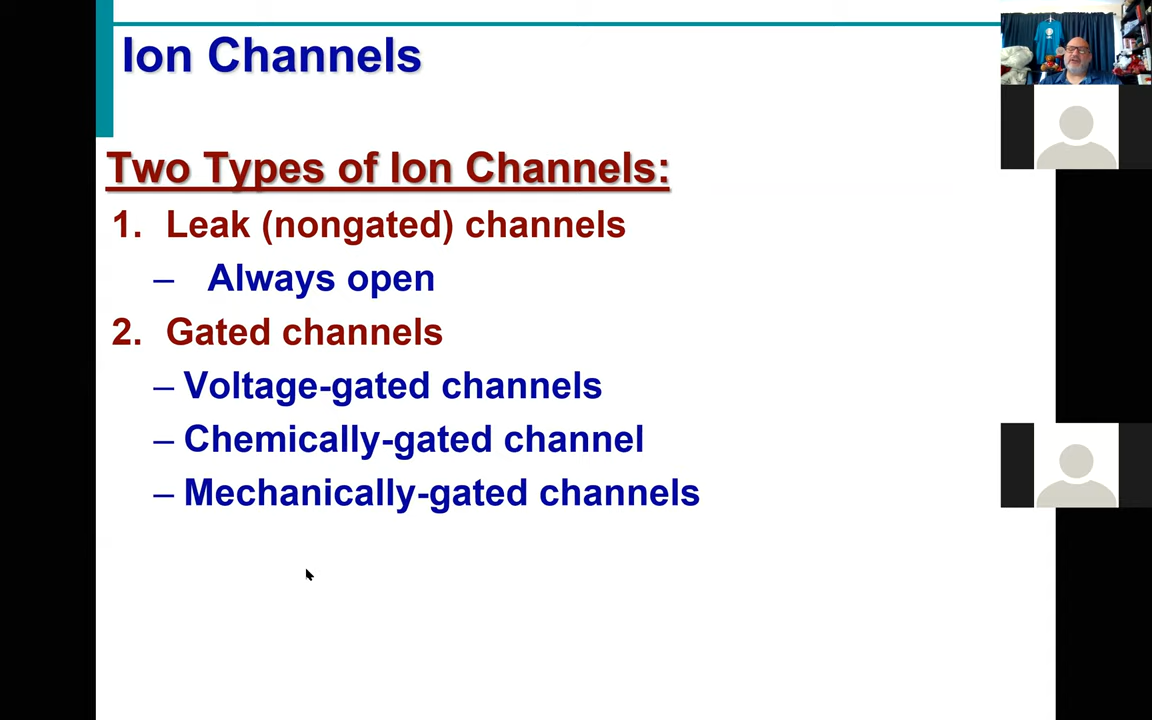 Ion Channels
Two Types of Ion Channels:
1. Leak (nongated) channels
– Always open
2. Gated channels
– Voltage-gated channels
– Chemically-gated channel
– Mechanically-gated channels